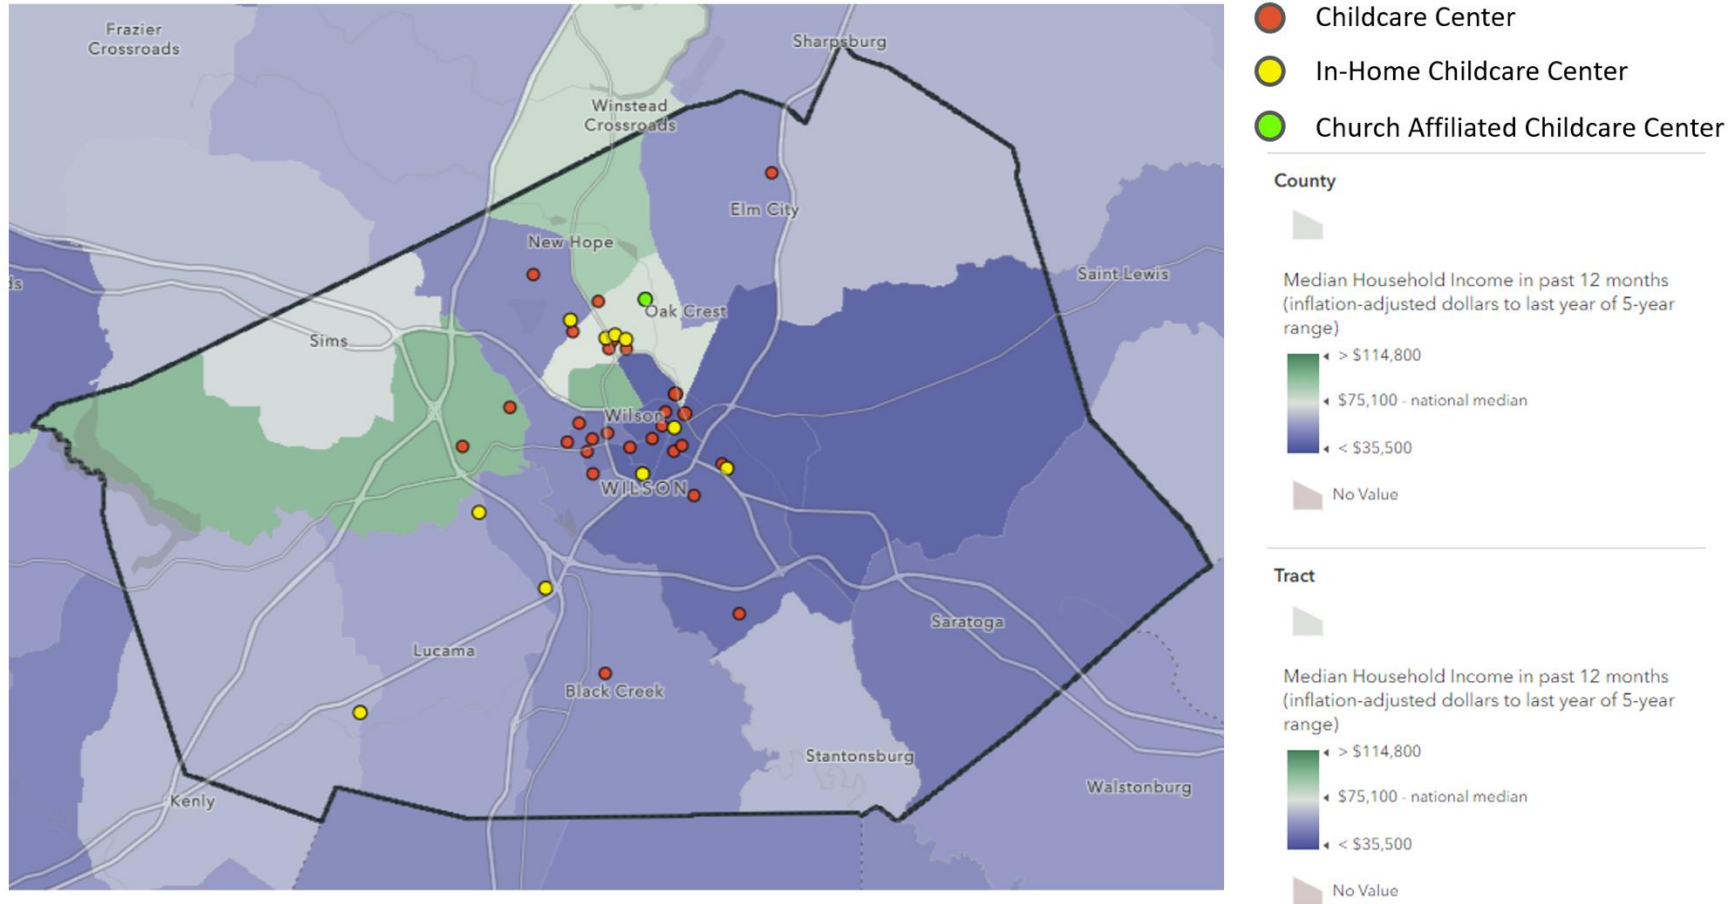 Frazier
Crossroads
Sharpsburg
Winstead
Crossroads
Elm City
New Hope
Saint Lewis
ds
Oak Crest
Sims
Wilson
WILSON
Saratoga
Lucama
Black Creek
Stantonsburg
Walstonburg
Kenly
Childcare Center
In-Home Childcare Center
Church Affiliated Childcare Center
County
Median Household Income in past 12 months
(inflation-adjusted dollars to last year of 5-year
range)
> $114,800
$75,100 - national median
< $35,500
No Value
Tract
Median Household Income in past 12 months
(inflation-adjusted dollars to last year of 5-year
range)
> $114,800
$75,100 - national median
< $35,500
No Value